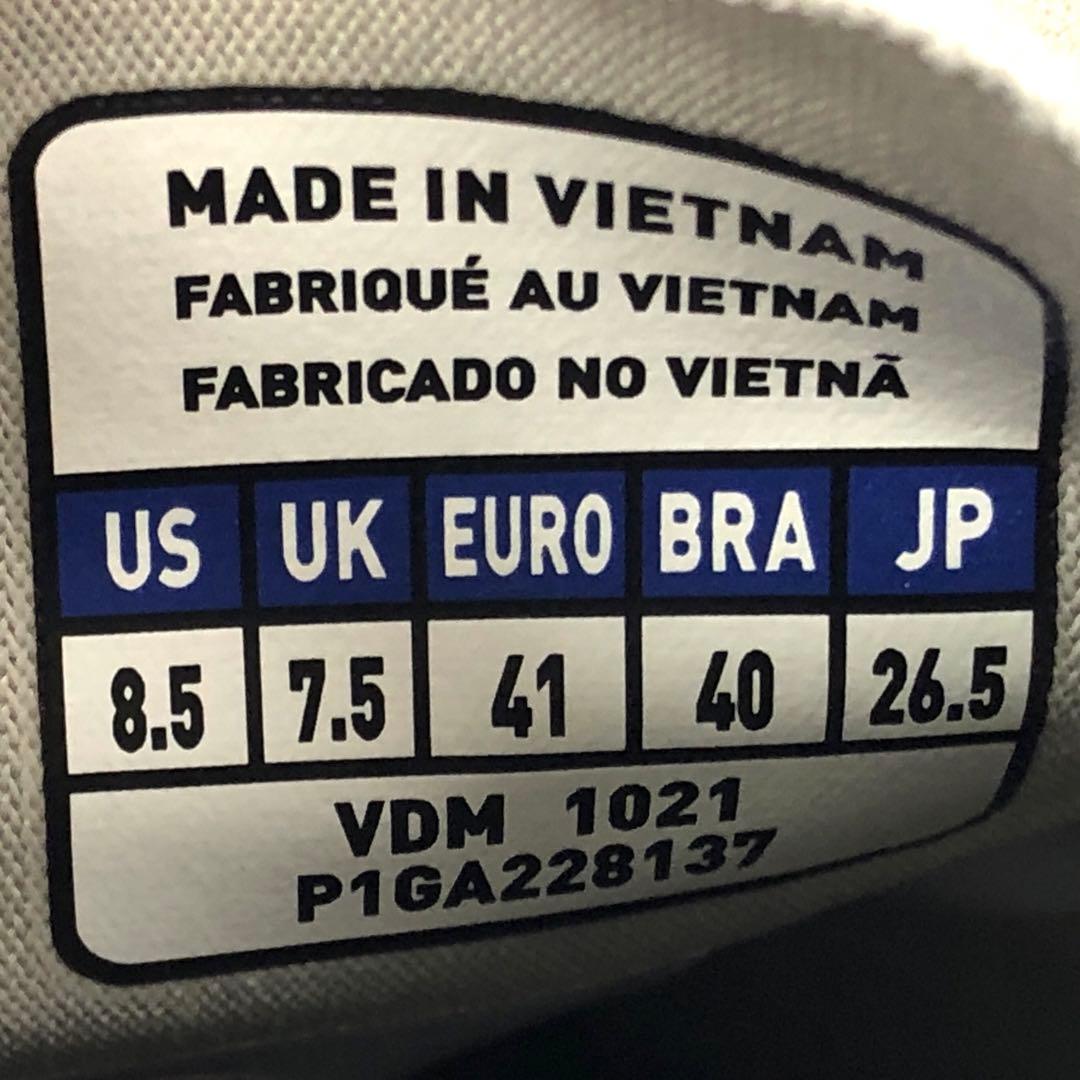 MADE IN VIETNAM
FABRIQUÉ AU VIETNAM
FABRICADO NO VIETNÃ
US UK EURO BRA JP
8.5 7.5 41 40 26.5
VDM 1021
P1GA228137